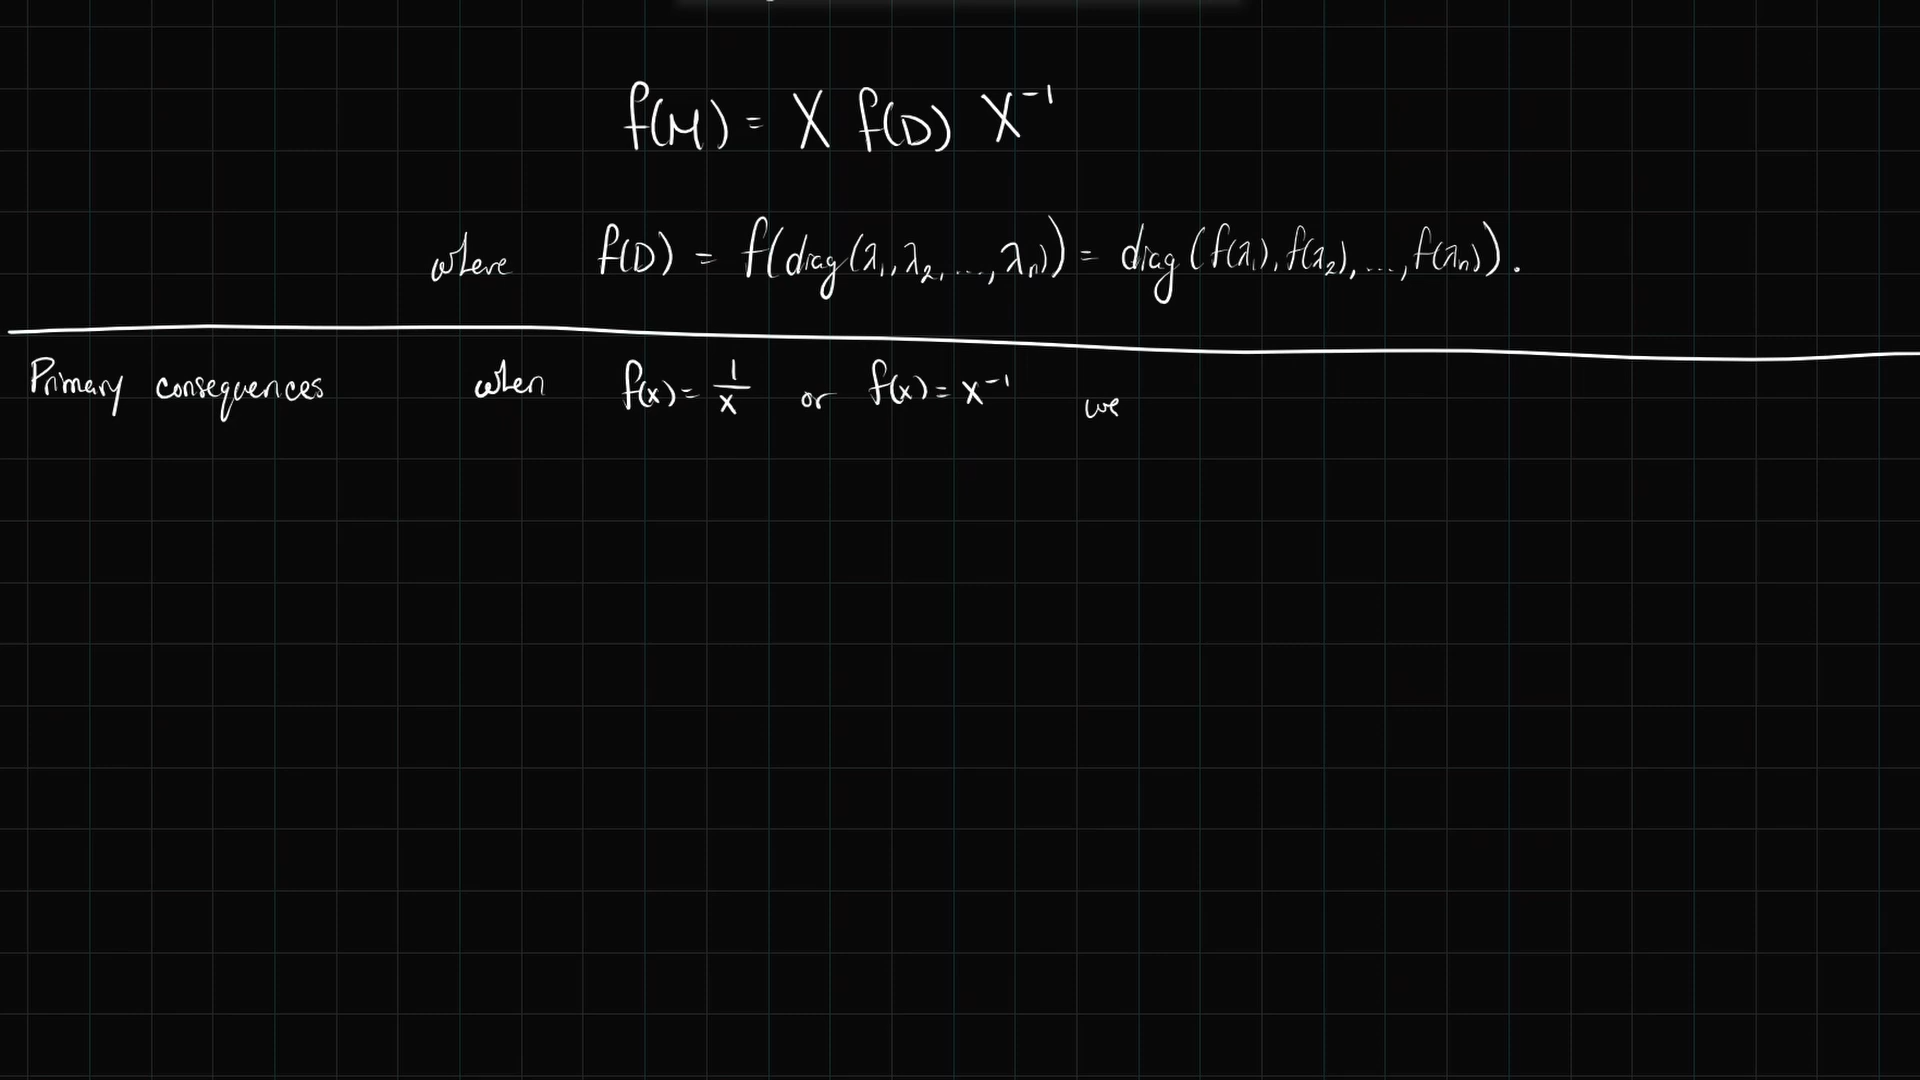 f(M) = X f(D) X⁻¹
where f(D) = f(diag(λ₁, λ₂, ..., λₙ)) = diag(f(λ₁), f(λ₂), ..., f(λₙ)).
Primary consequences when f(x) = 1/x or f(x) = x⁻¹ we